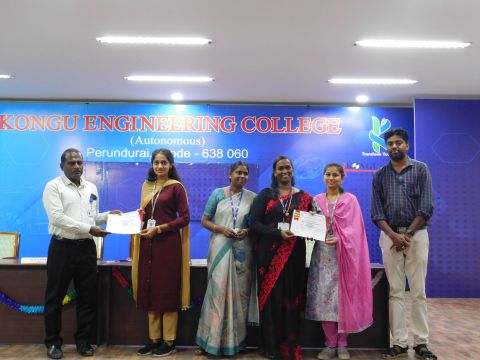 KONGU ENGINEERING COLLEGE
(Autonomous)
Perundurai, Erode - 638 060